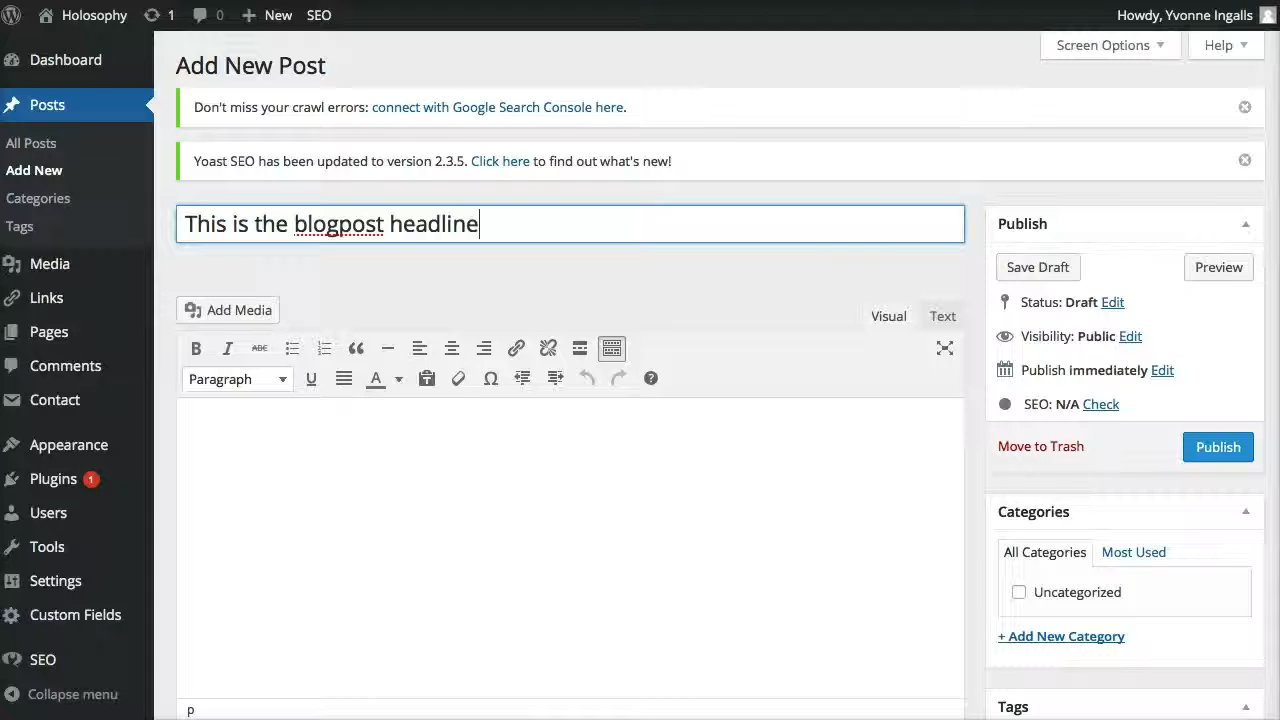 Holosophy 1 0 New SEO Howdy, Yvonne Ingalls
Dashboard
Posts
All Posts
Add New
Categories
Tags
Media
Links
Pages
Comments
Contact
Appearance
Plugins 1
Users
Tools
Settings
Custom Fields
SEO
Collapse menu
Screen Options Help
Add New Post
Don't miss your crawl errors: connect with Google Search Console here.
Yoast SEO has been updated to version 2.3.5. Click here to find out what's new!
This is the blogpost headline
Add Media
Visual Text
B I ABC
Paragraph U A Ω ?
p
Publish
Save Draft Preview
Status: Draft Edit
Visibility: Public Edit
Publish immediately Edit
SEO: N/A Check
Move to Trash Publish
Categories
All Categories Most Used
Uncategorized
+ Add New Category
Tags